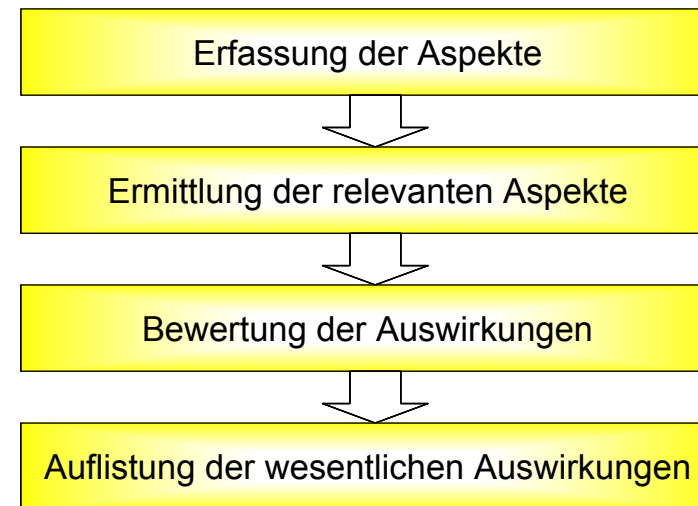 Erfassung der Aspekte
Ermittlung der relevanten Aspekte
Bewertung der Auswirkungen
Auflistung der wesentlichen Auswirkungen